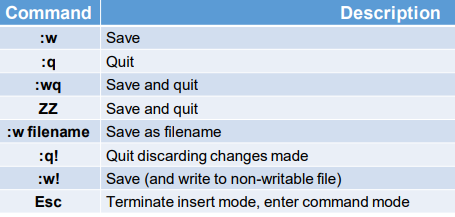 Command Description
:w Save
:q Quit
:wq Save and quit
ZZ Save and quit
:w filename Save as filename
:q! Quit discarding changes made
:w! Save (and write to non-writable file)
Esc Terminate insert mode, enter command mode